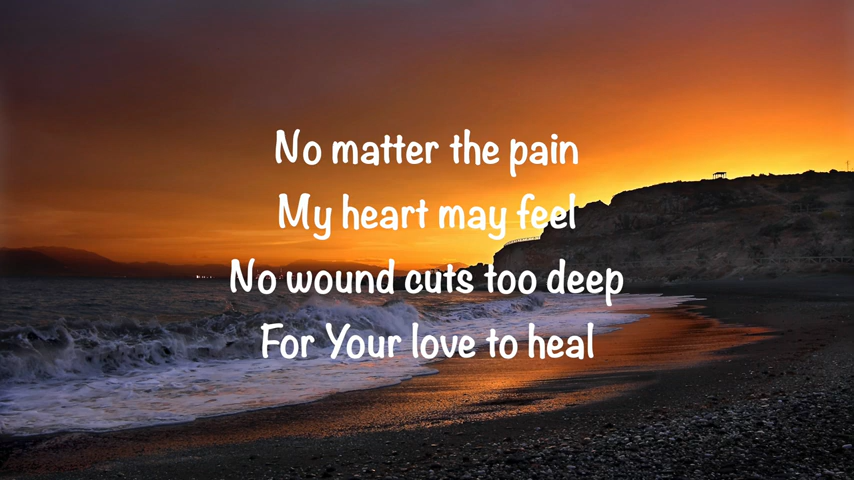 No matter the pain
My heart may feel
No wound cuts too deep
For Your love to heal